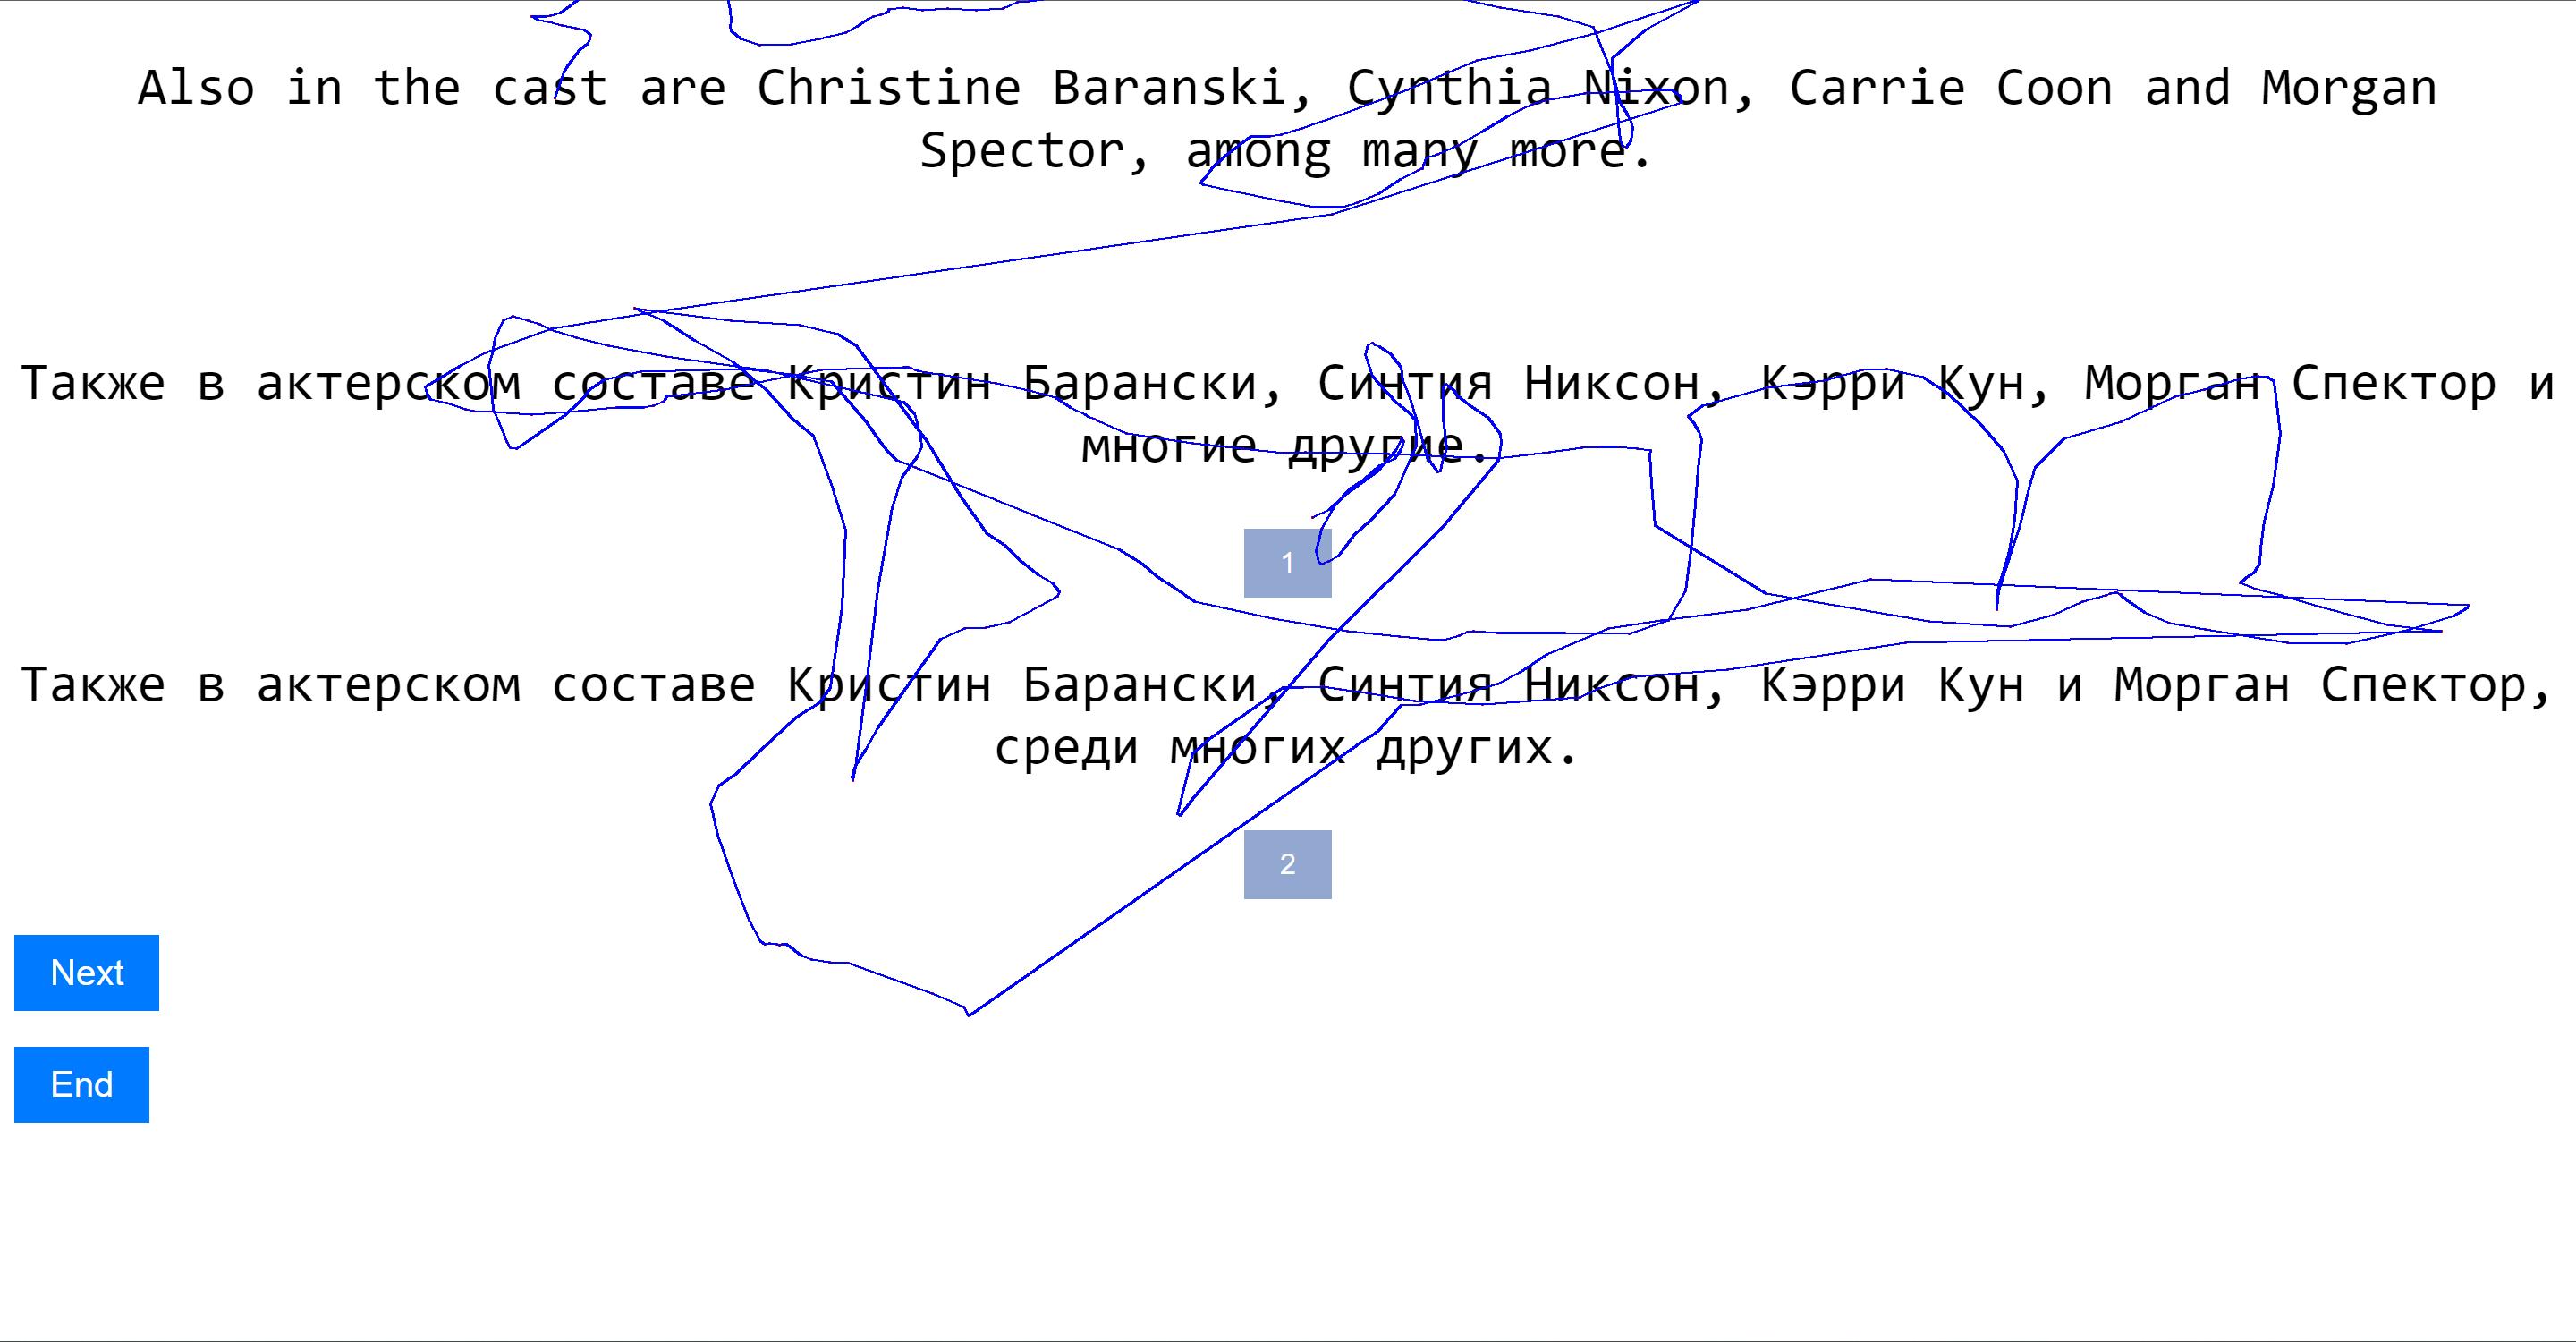 Also in the cast are Christine Baranski, Cynthia Nixon, Carrie Coon and Morgan
Spector, among many more.
Также в актерском составе Кристин Барански, Синтия Никсон, Кэрри Кун, Морган Спектор и
многие другие.
1
Также в актерском составе Кристин Барански, Синтия Никсон, Кэрри Кун и Морган Спектор,
среди многих других.
2
Next
End